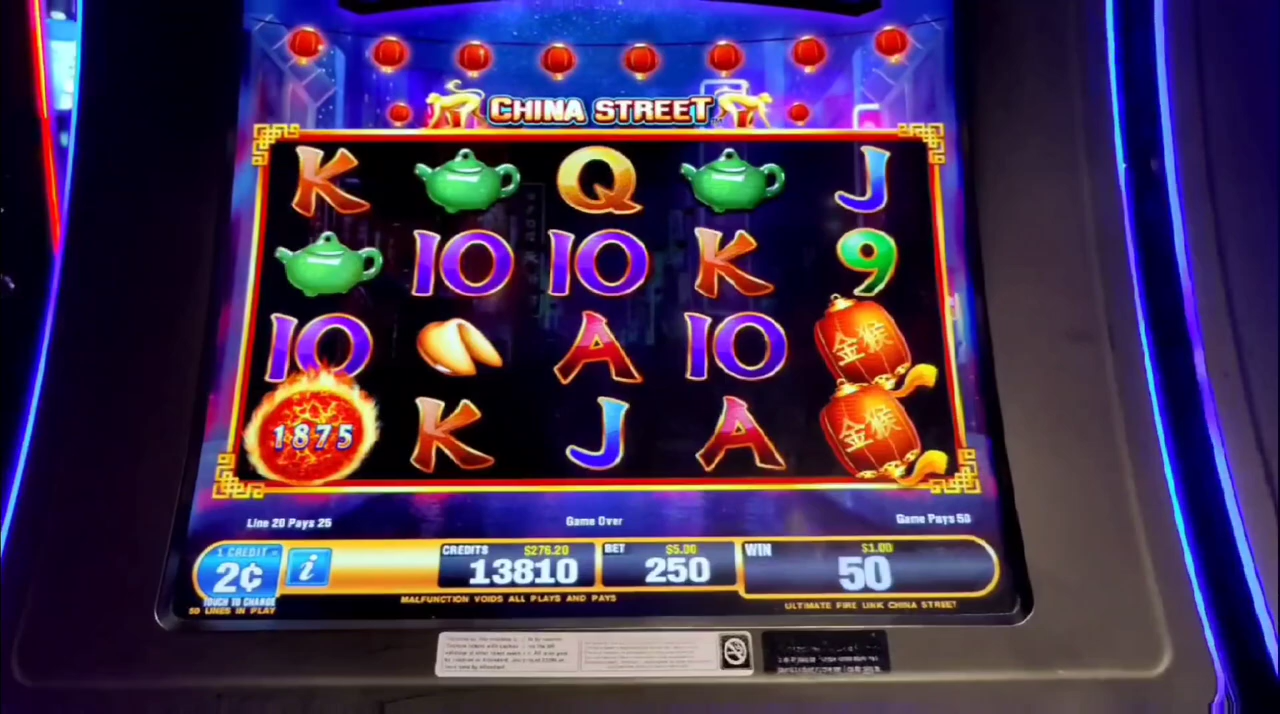 CHINA STREET
K Q J
10 10 K 9
10 A 10 金猴
1875 K J A 金猴
Line 20 Pays 25 Game Over Game Pays 50
1 CREDIT = CREDITS $276.20 BET $5.00 WIN $1.00
2¢ i 13810 250 50
TOUCH TO CHANGE
50 LINES IN PLAY MALFUNCTION VOIDS ALL PLAYS AND PAYS ULTIMATE FIRE LINK CHINA STREET